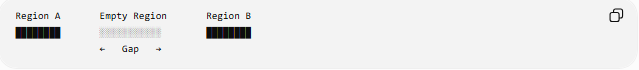 Region A Empty Region Region B
████████ ░░░░░░░░░░░ ████████
← Gap →